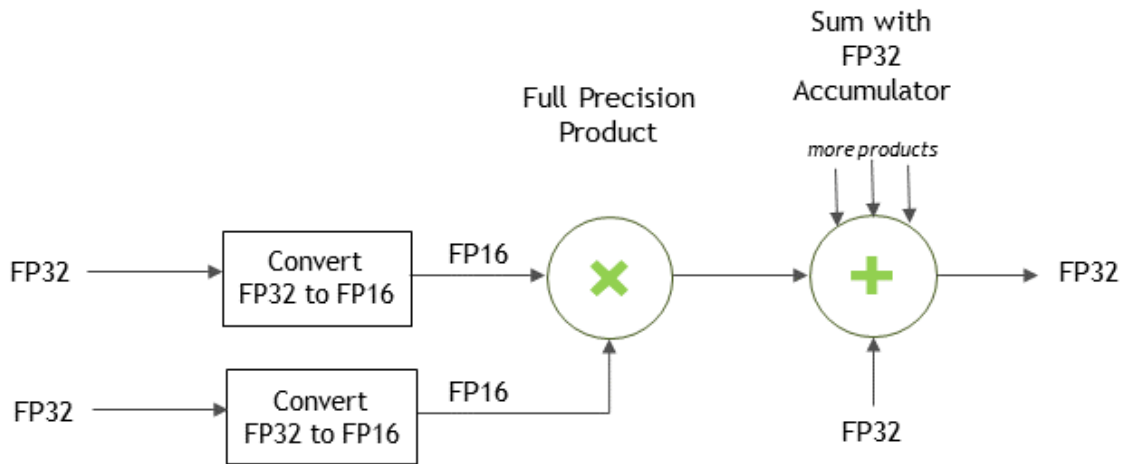 Sum with
FP32
Accumulator
Full Precision
Product
more products
FP32
Convert
FP32 to FP16
FP16
FP32
FP32
Convert
FP32 to FP16
FP16
FP32